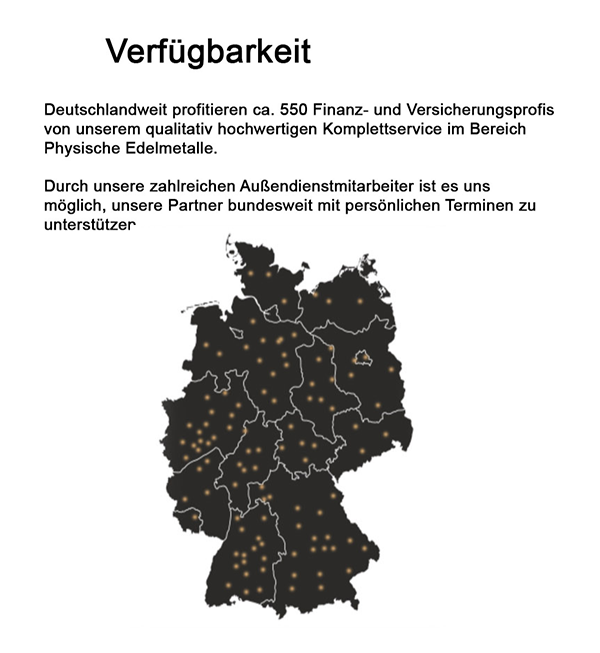 Verfügbarkeit
Deutschlandweit profitieren ca. 550 Finanz- und Versicherungsprofis
von unserem qualitativ hochwertigen Komplettservice im Bereich
Physische Edelmetalle.
Durch unsere zahlreichen Außendienstmitarbeiter ist es uns
möglich, unsere Partner bundesweit mit persönlichen Terminen zu
unterstützen